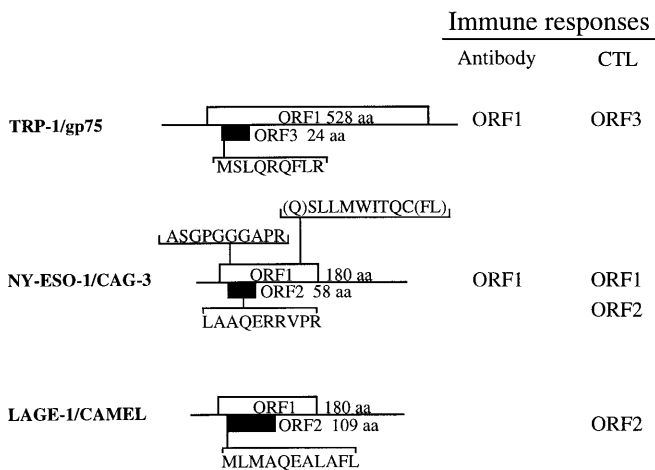 Immune responses
Antibody CTL
ORF1 528 aa
TRP-1/gp75 ORF1 ORF3
ORF3 24 aa
MSLQRQFLR
(Q)SLLMWITQC(FL)
ASGPGGGAPR
NY-ESO-1/CAG-3 ORF1 180 aa ORF1 ORF1
ORF2 58 aa ORF2
LAAQERRVPR
ORF1 180 aa
LAGE-1/CAMEL ORF2 109 aa ORF2
MLMAQEALAFL